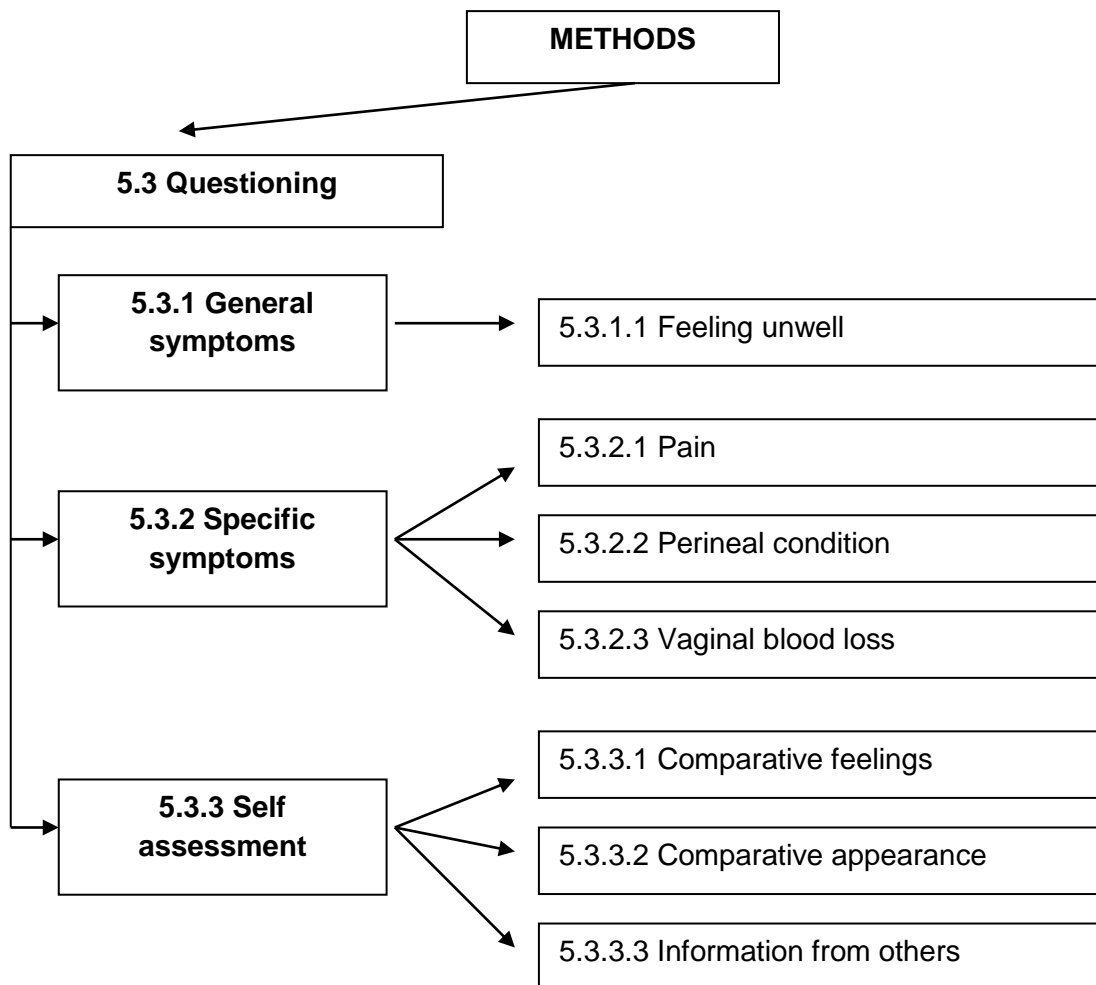 METHODS
5.3 Questioning
5.3.1 General
symptoms
5.3.1.1 Feeling unwell
5.3.2 Specific
symptoms
5.3.2.1 Pain
5.3.2.2 Perineal condition
5.3.2.3 Vaginal blood loss
5.3.3 Self
assessment
5.3.3.1 Comparative feelings
5.3.3.2 Comparative appearance
5.3.3.3 Information from others